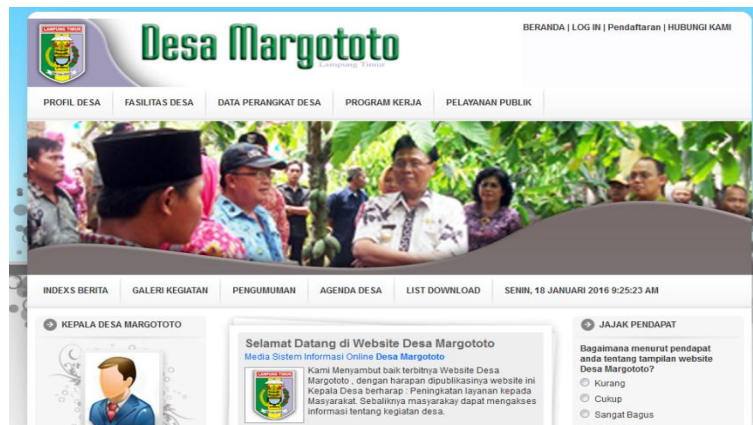 LAMPUNG TIMUR
Desa Margototo
Lampung Timur
BERANDA | LOG IN | Pendaftaran | HUBUNGI KAMI
PROFIL DESA FASILITAS DESA DATA PERANGKAT DESA PROGRAM KERJA PELAYANAN PUBLIK
INDEXS BERITA GALERI KEGIATAN PENGUMUMAN AGENDA DESA LIST DOWNLOAD SENIN, 18 JANUARI 2016 9:25:23 AM
KEPALA DESA MARGOTOTO
Selamat Datang di Website Desa Margototo
Media Sistem Informasi Online Desa Margototo
Kami Menyambut baik terbitnya Website Desa
Margototo , dengan harapan dipublikasinya website ini
Kepala Desa berharap : Peningkatan layanan kepada
Masyarakat. Sebaliknya masyarakay dapat mengakses
informasi tentang kegiatan desa.
JAJAK PENDAPAT
Bagaimana menurut pendapat
anda tentang tampilan website
Desa Margototo?
Kurang
Cukup
Sangat Bagus